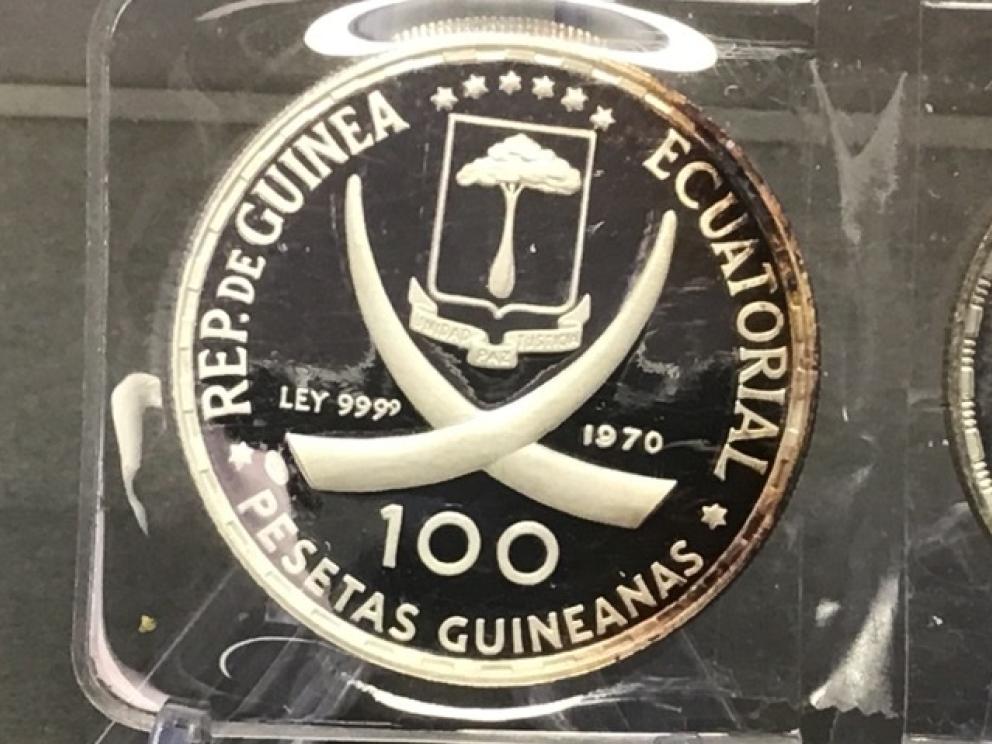 REP. DE GUINEA ECUATORIAL
UNIDAD PAZ JUSTICIA
LEY 9999
1970
100
PESETAS GUINEANAS